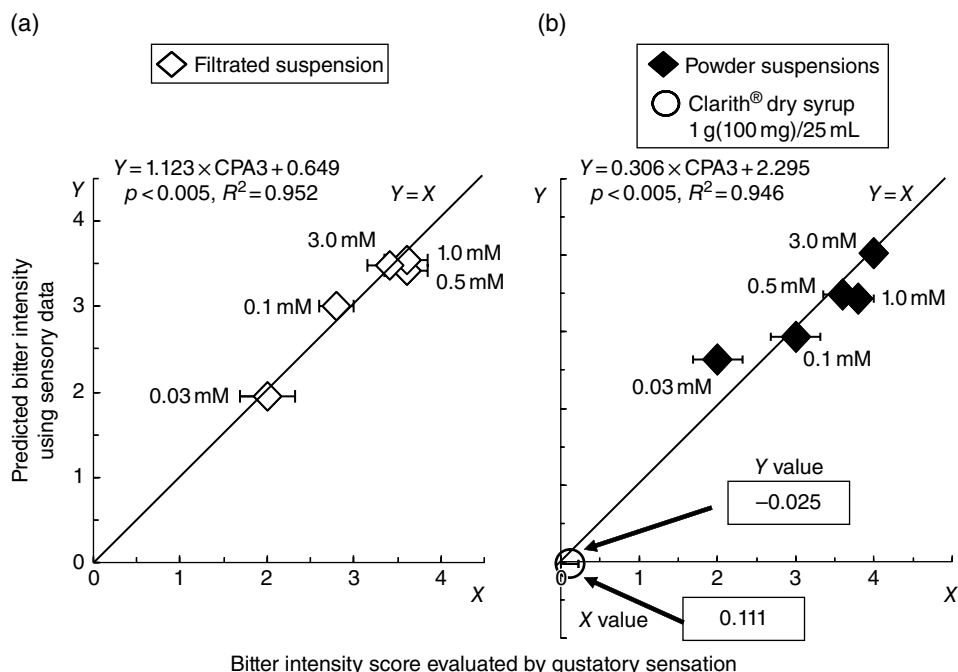 (a)
Filtrated suspension
Y = 1.123 × CPA3 + 0.649
p < 0.005, R² = 0.952
Y
Y = X
4
3.0 mM
1.0 mM
0.5 mM
3
0.1 mM
2
0.03 mM
1
0
0 1 2 3 4
X
Predicted bitter intensity
using sensory data
(b)
Powder suspensions
Clarith® dry syrup
1 g(100 mg)/25 mL
Y = 0.306 × CPA3 + 2.295
p < 0.005, R² = 0.946
Y
Y = X
3.0 mM
0.5 mM
1.0 mM
0.1 mM
0.03 mM
Y value
−0.025
0 1 2 3 4
X
X value
0.111
Bitter intensity score evaluated by gustatory sensation